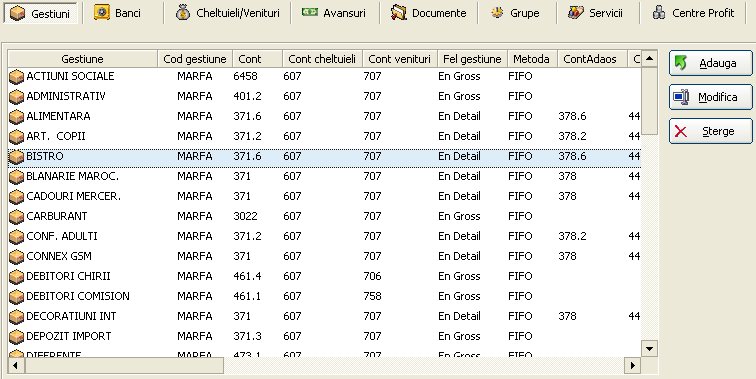 Gestiuni Banci Cheltuieli/Venituri Avansuri Documente Grupe Servicii Centre Profit
Gestiune Cod gestiune Cont Cont cheltuieli Cont venituri Fel gestiune Metoda ContAdaos C
ACTIUNI SOCIALE MARFA 6458 607 707 En Gross FIFO
ADMINISTRATIV MARFA 401.2 607 707 En Gross FIFO
ALIMENTARA MARFA 371.6 607 707 En Detail FIFO 378.6 44
ART. COPII MARFA 371.2 607 707 En Detail FIFO 378.2 44
BISTRO MARFA 371.6 607 707 En Detail FIFO 378.6 44
BLANARIE MAROC. MARFA 371 607 707 En Detail FIFO 378 44
CADOURI MERCER. MARFA 371 607 707 En Detail FIFO 378 44
CARBURANT MARFA 3022 607 707 En Gross FIFO
CONF. ADULTI MARFA 371.2 607 707 En Detail FIFO 378.2 44
CONNEX GSM MARFA 371 607 707 En Detail FIFO 378 44
DEBITORI CHIRII MARFA 461.4 607 706 En Gross FIFO
DEBITORI COMISION MARFA 461.1 607 758 En Gross FIFO
DECORATIUNI INT MARFA 371 607 707 En Detail FIFO 378 44
DEPOZIT IMPORT MARFA 371.3 607 707 En Gross FIFO
DIFERENTE MARFA 473.1 607 707 En Gross FIFO
Adauga
Modifica
Sterge